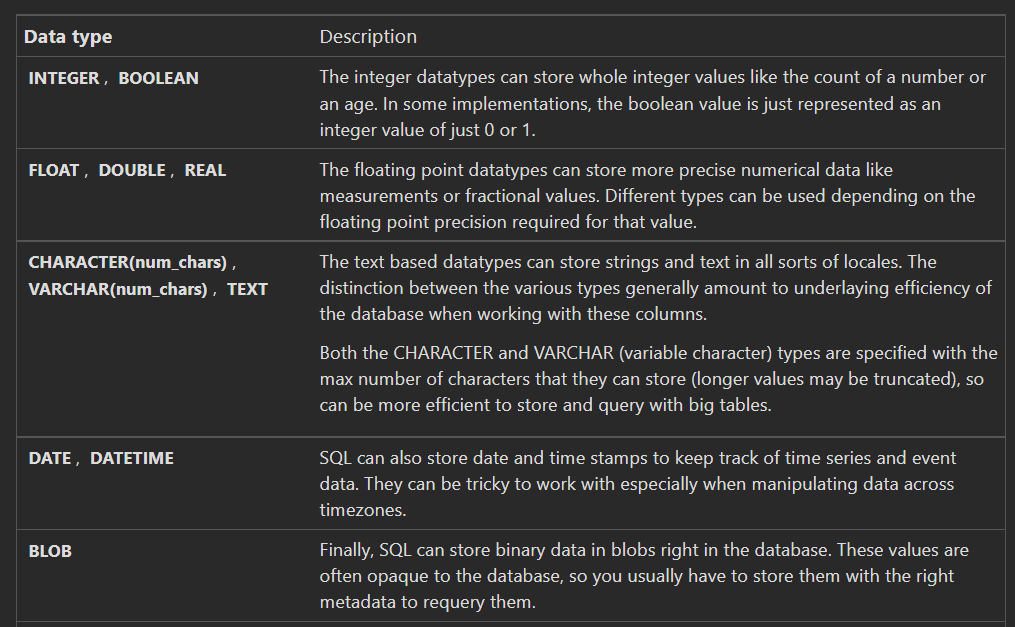 Data type Description
INTEGER , BOOLEAN The integer datatypes can store whole integer values like the count of a number or
an age. In some implementations, the boolean value is just represented as an
integer value of just 0 or 1.
FLOAT , DOUBLE , REAL The floating point datatypes can store more precise numerical data like
measurements or fractional values. Different types can be used depending on the
floating point precision required for that value.
CHARACTER(num_chars) , The text based datatypes can store strings and text in all sorts of locales. The
VARCHAR(num_chars) , TEXT distinction between the various types generally amount to underlaying efficiency of
the database when working with these columns.
Both the CHARACTER and VARCHAR (variable character) types are specified with the
max number of characters that they can store (longer values may be truncated), so
can be more efficient to store and query with big tables.
DATE , DATETIME SQL can also store date and time stamps to keep track of time series and event
data. They can be tricky to work with especially when manipulating data across
timezones.
BLOB Finally, SQL can store binary data in blobs right in the database. These values are
often opaque to the database, so you usually have to store them with the right
metadata to requery them.